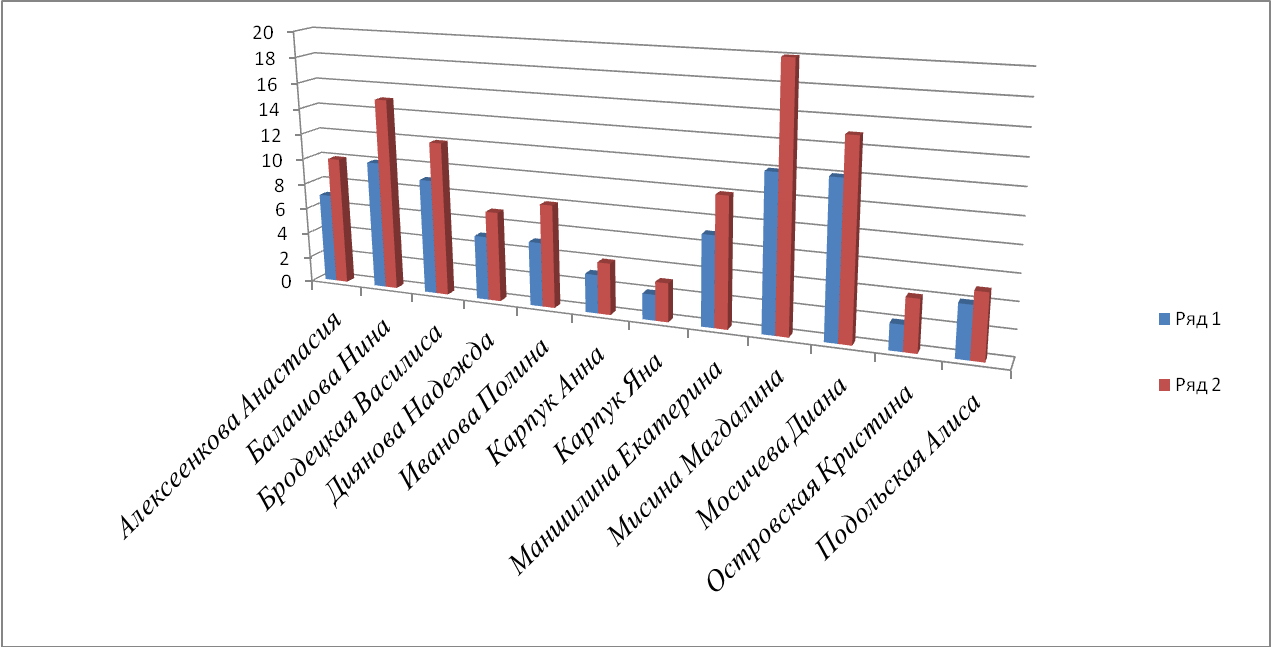 20
18
16
14
12
10
8
6
4
2
0
Алексеенкова Анастасия
Балашова Нина
Бродецкая Василиса
Диянова Надежда
Иванова Полина
Карпук Анна
Карпук Яна
Маншилина Екатерина
Мисина Магдалина
Мосичева Диана
Островская Кристина
Подольская Алиса
Ряд 1
Ряд 2